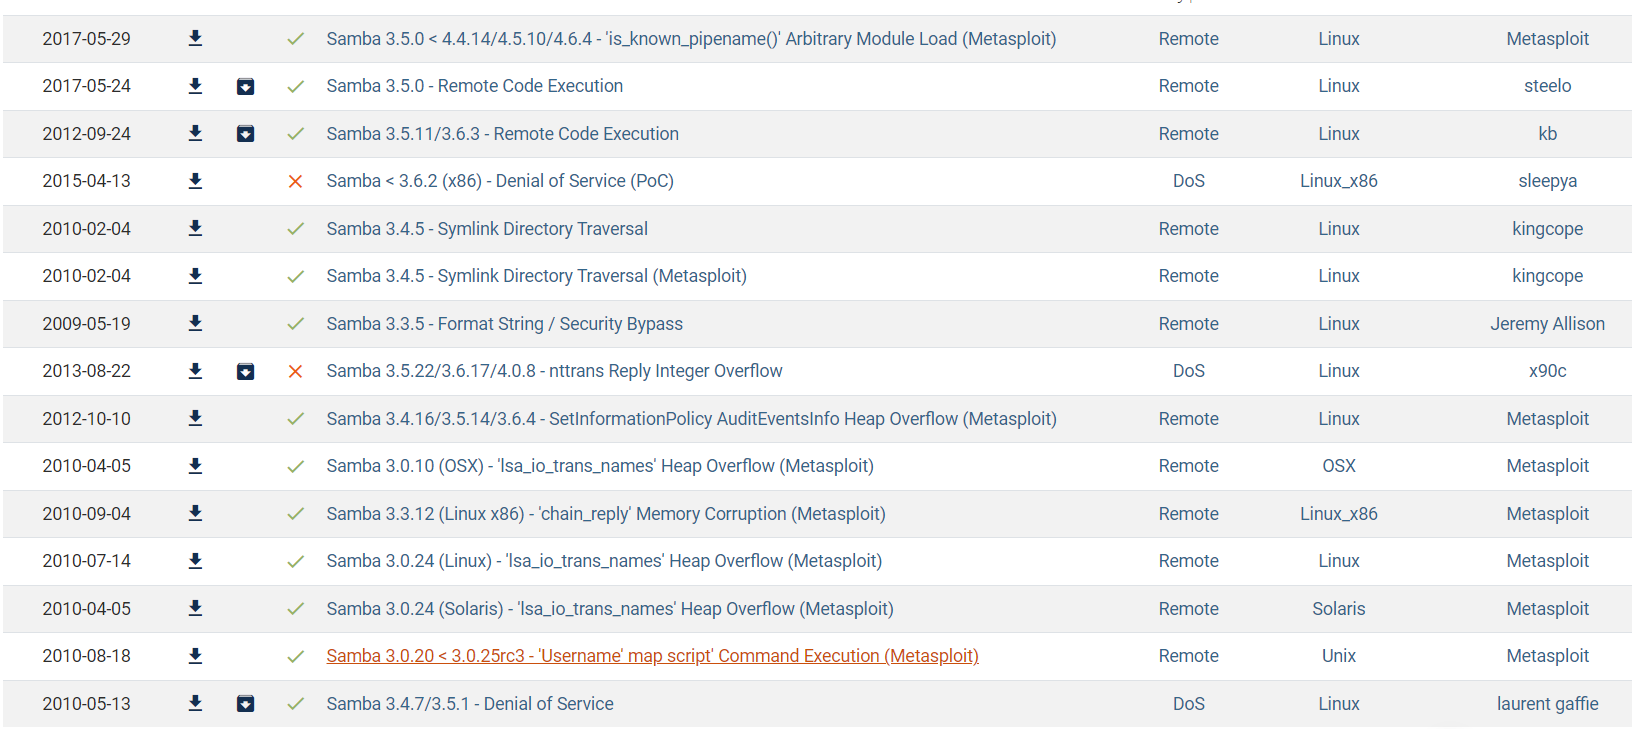 2017-05-29 Samba 3.5.0 < 4.4.14/4.5.10/4.6.4 - 'is_known_pipename()' Arbitrary Module Load (Metasploit) Remote Linux Metasploit
2017-05-24 Samba 3.5.0 - Remote Code Execution Remote Linux steelo
2012-09-24 Samba 3.5.11/3.6.3 - Remote Code Execution Remote Linux kb
2015-04-13 Samba < 3.6.2 (x86) - Denial of Service (PoC) DoS Linux_x86 sleepya
2010-02-04 Samba 3.4.5 - Symlink Directory Traversal Remote Linux kingcope
2010-02-04 Samba 3.4.5 - Symlink Directory Traversal (Metasploit) Remote Linux kingcope
2009-05-19 Samba 3.3.5 - Format String / Security Bypass Remote Linux Jeremy Allison
2013-08-22 Samba 3.5.22/3.6.17/4.0.8 - nttrans Reply Integer Overflow DoS Linux x90c
2012-10-10 Samba 3.4.16/3.5.14/3.6.4 - SetInformationPolicy AuditEventsInfo Heap Overflow (Metasploit) Remote Linux Metasploit
2010-04-05 Samba 3.0.10 (OSX) - 'lsa_io_trans_names' Heap Overflow (Metasploit) Remote OSX Metasploit
2010-09-04 Samba 3.3.12 (Linux x86) - 'chain_reply' Memory Corruption (Metasploit) Remote Linux_x86 Metasploit
2010-07-14 Samba 3.0.24 (Linux) - 'lsa_io_trans_names' Heap Overflow (Metasploit) Remote Linux Metasploit
2010-04-05 Samba 3.0.24 (Solaris) - 'lsa_io_trans_names' Heap Overflow (Metasploit) Remote Solaris Metasploit
2010-08-18 Samba 3.0.20 < 3.0.25rc3 - 'Username' map script' Command Execution (Metasploit) Remote Unix Metasploit
2010-05-13 Samba 3.4.7/3.5.1 - Denial of Service DoS Linux laurent gaffie